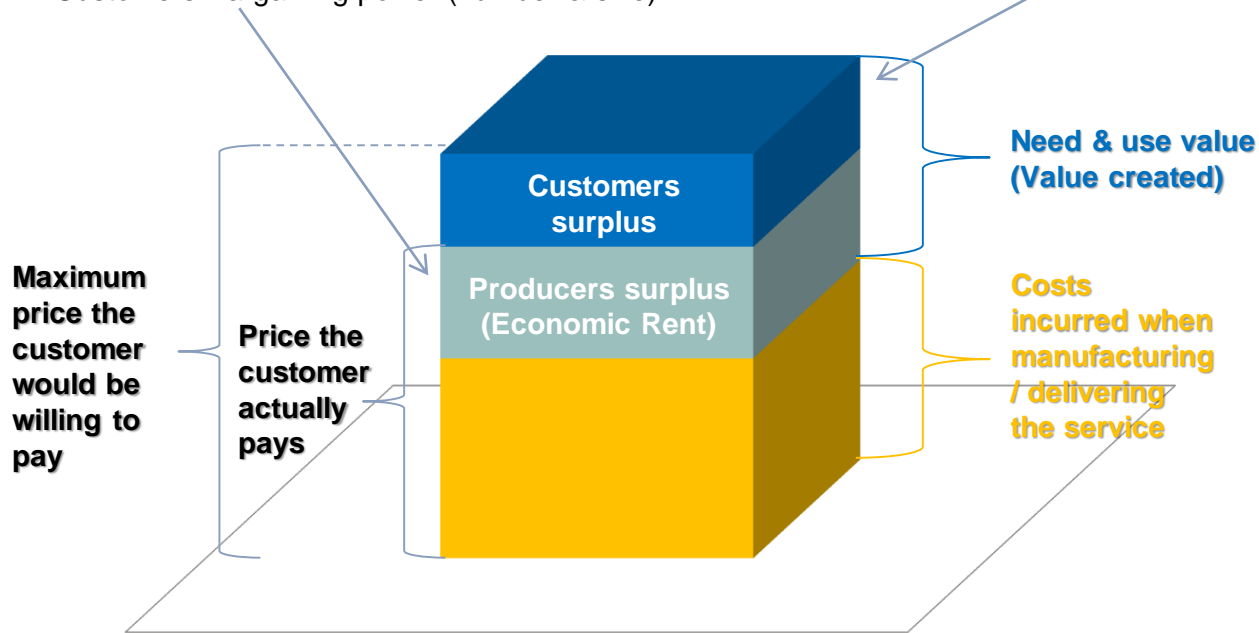 Customers
surplus
Producers surplus
(Economic Rent)
Need & use value
(Value created)
Maximum
price the
customer
would be
willing to
pay
Price the
customer
actually
pays
Costs
incurred when
manufacturing
/ delivering
the service